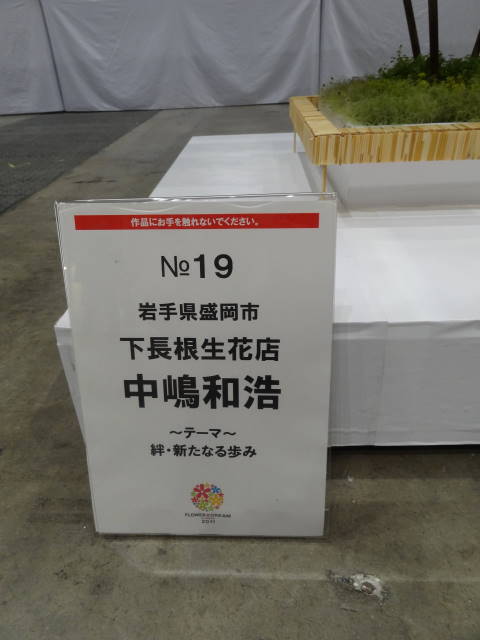 作品にお手を触れないでください。
№19
岩手県盛岡市
下長根生花店
中嶋和浩
～テーマ～
絆・新たなる歩み
FLOWER DREAM
2011